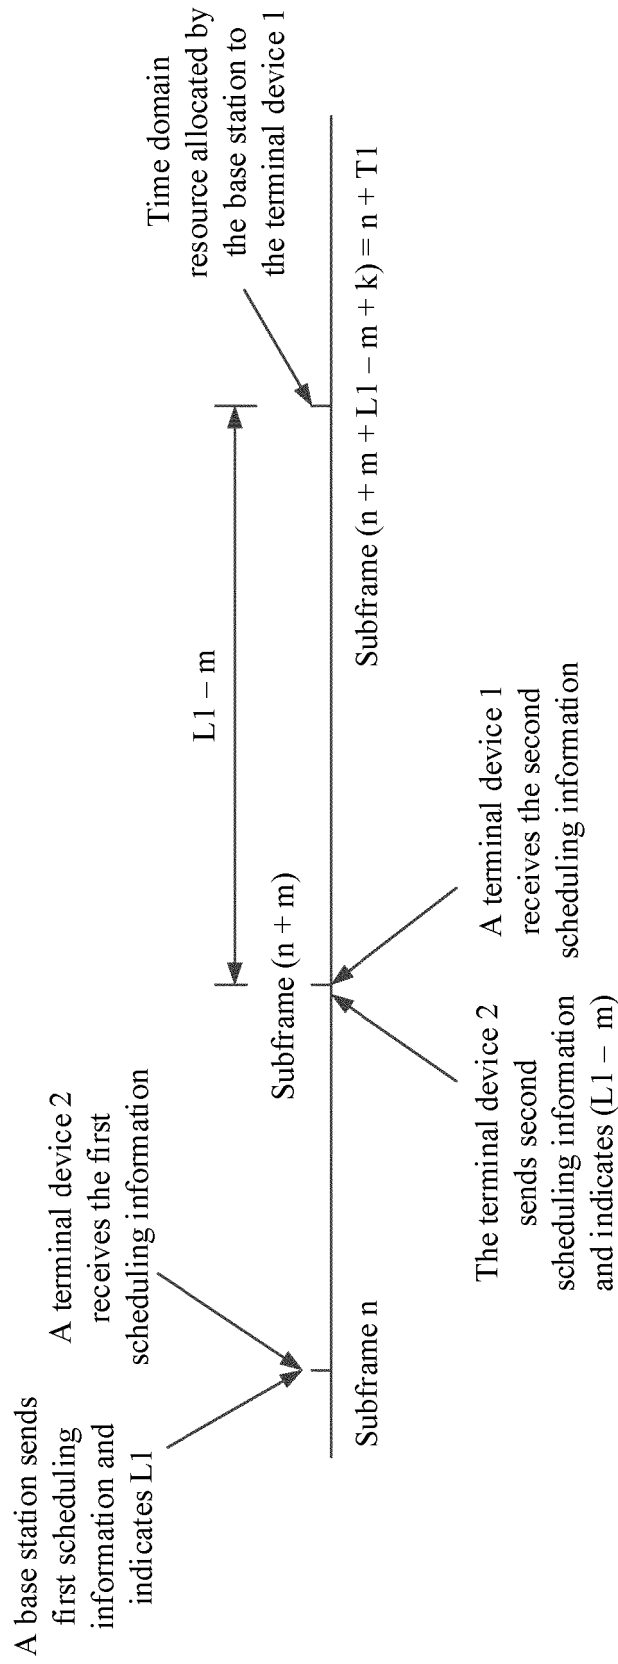 A base station sends
first scheduling
information and
indicates L1
A terminal device 2
receives the first
scheduling information
Subframe n
Subframe (n + m)
The terminal device 2
sends second
scheduling information
and indicates (L1 – m)
A terminal device 1
receives the second
scheduling information
L1 – m
Time domain
resource allocated by
the base station to
the terminal device 1
Subframe (n + m + L1 – m + k) = n + T1